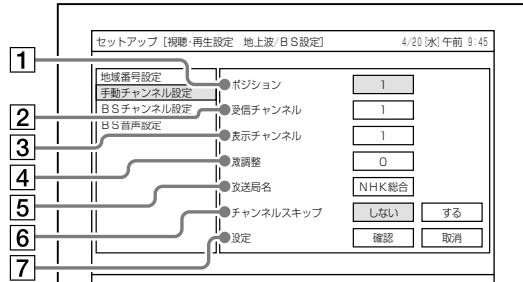 セットアップ [視聴・再生設定 地上波/BS設定] 4/20[水]午前 9:45
地域番号設定
手動チャンネル設定
BSチャンネル設定
BS音声設定
1 ポジション 1
2 受信チャンネル 1
3 表示チャンネル 1
4 微調整 0
5 放送局名 NHK総合
6 チャンネルスキップ しない する
7 設定 確認 取消